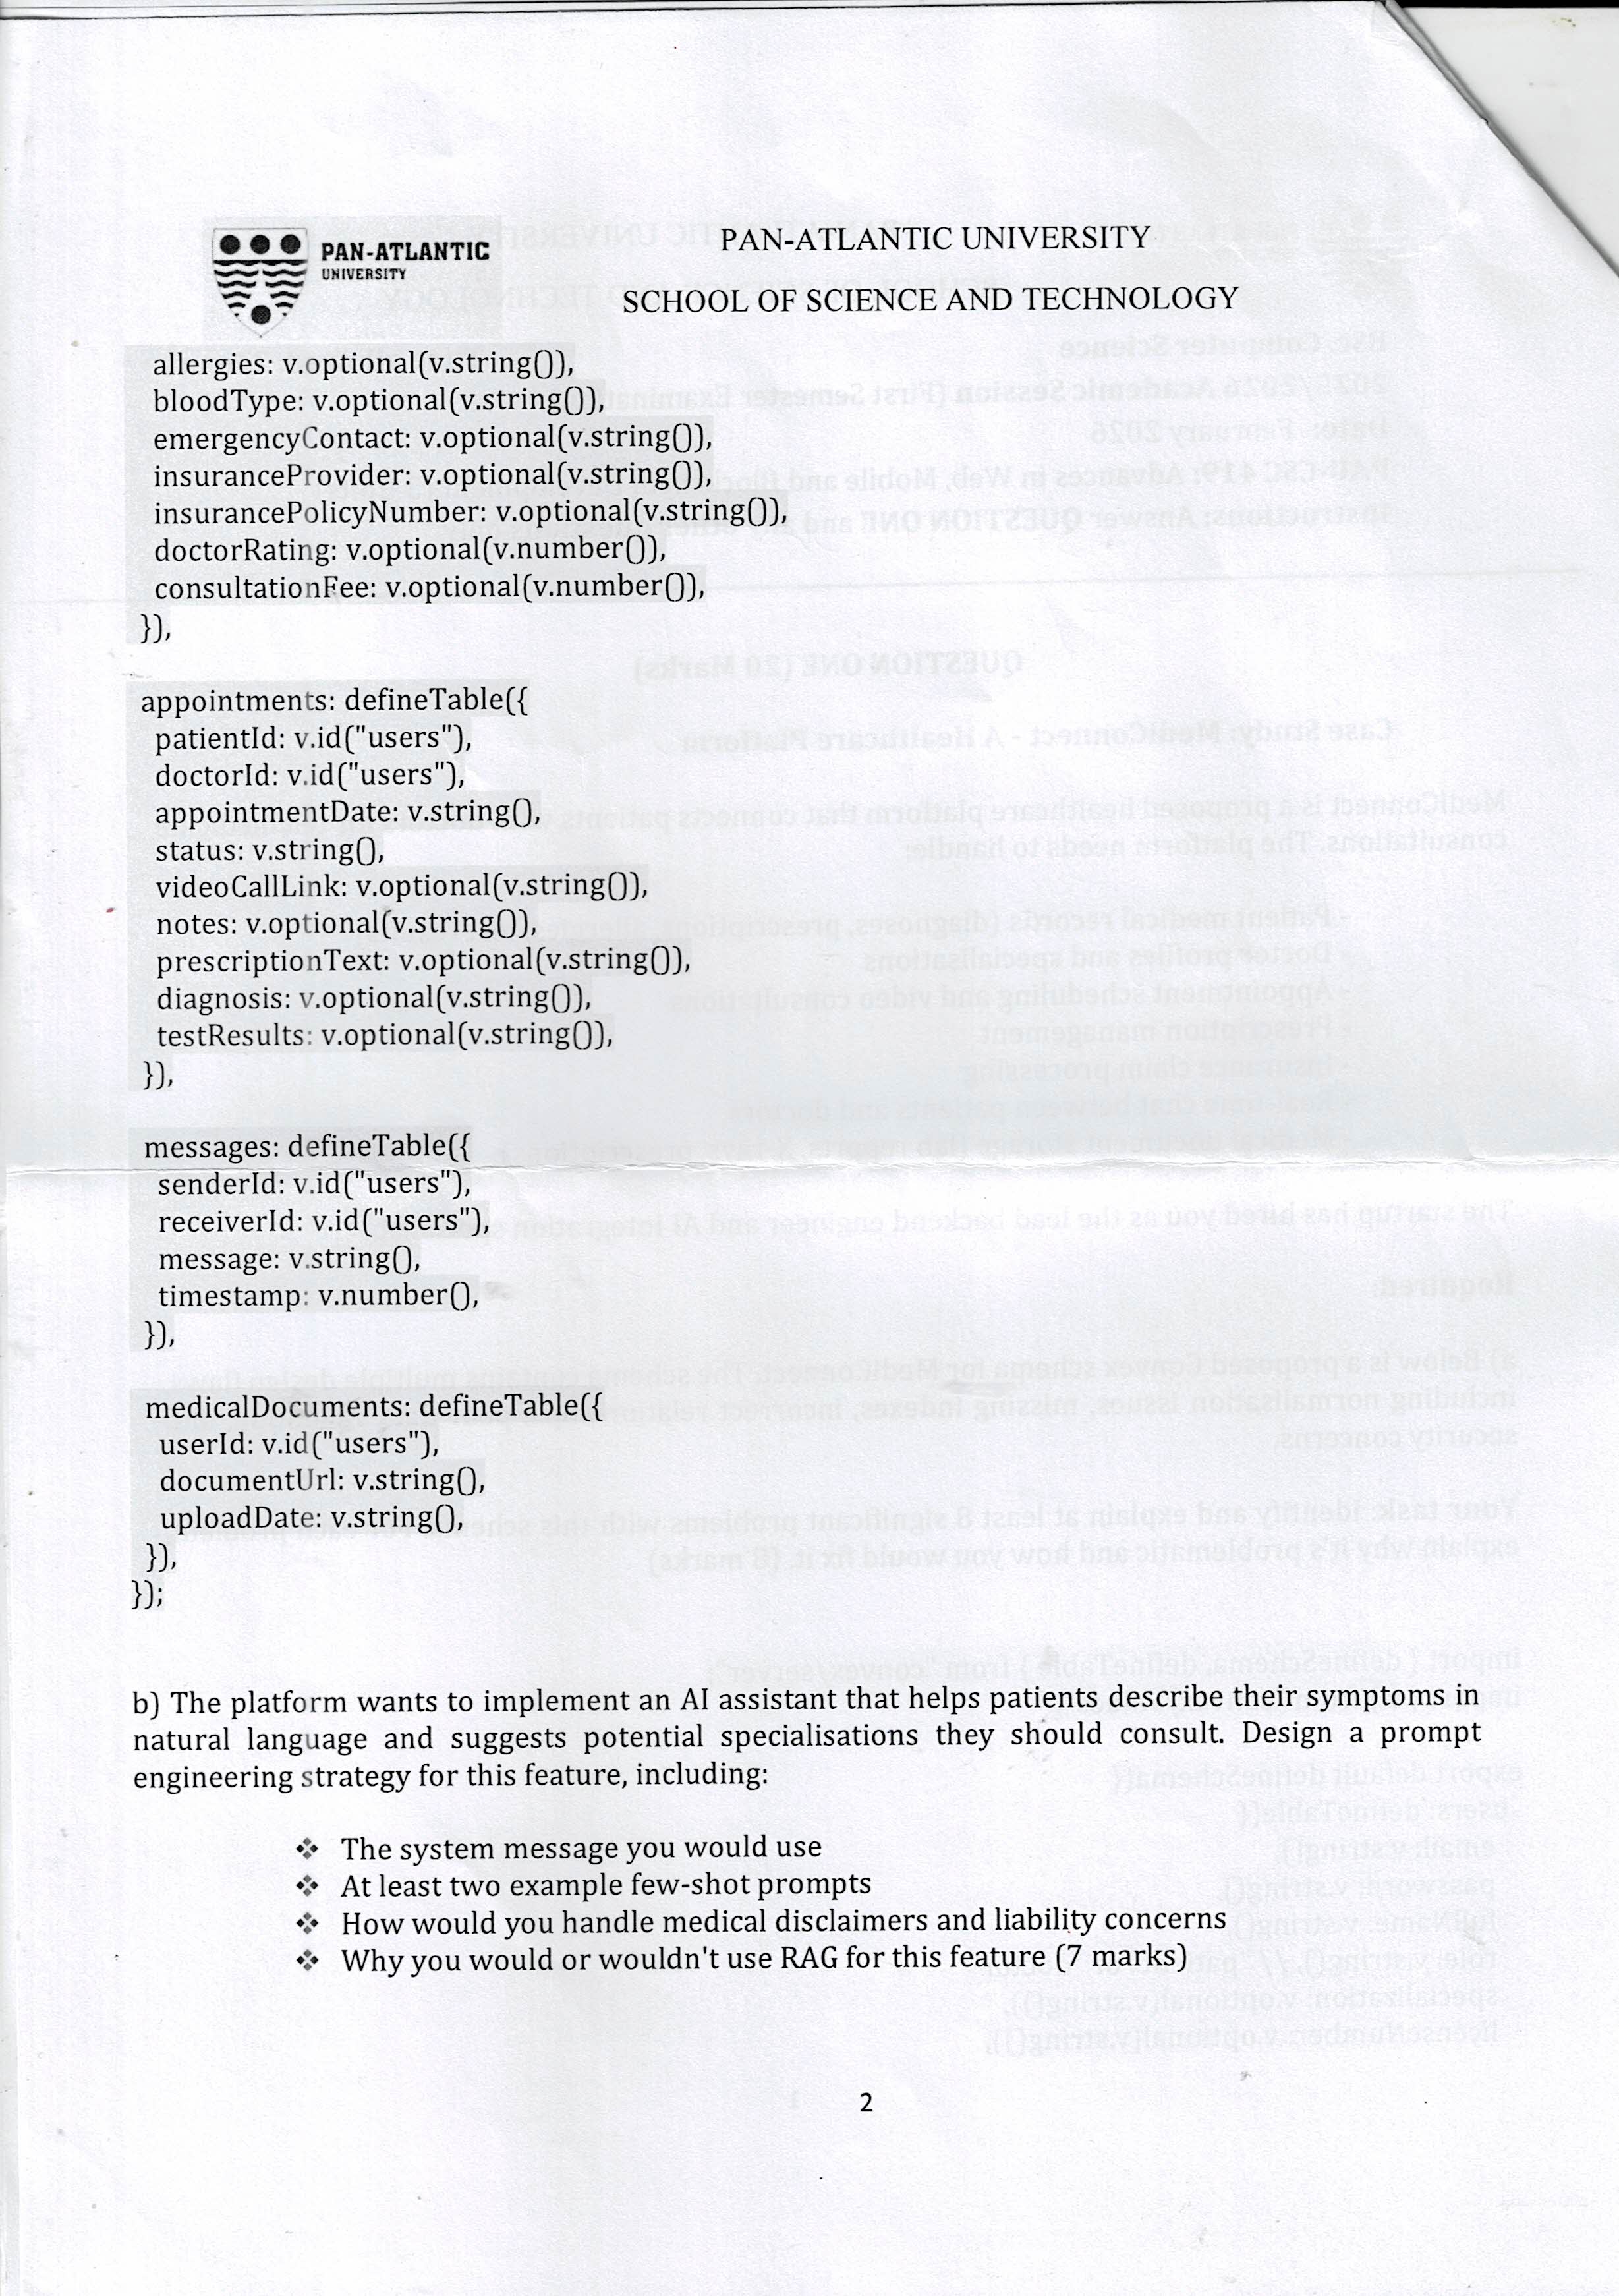 PAN-ATLANTIC
UNIVERSITY
PAN-ATLANTIC UNIVERSITY
SCHOOL OF SCIENCE AND TECHNOLOGY
allergies: v.optional(v.string()),
bloodType: v.optional(v.string()),
emergencyContact: v.optional(v.string()),
insuranceProvider: v.optional(v.string()),
insurancePolicyNumber: v.optional(v.string()),
doctorRating: v.optional(v.number()),
consultationFee: v.optional(v.number()),
}),
appointments: defineTable({
patientId: v.id("users"),
doctorId: v.id("users"),
appointmentDate: v.string(),
status: v.string(),
videoCallLink: v.optional(v.string()),
notes: v.optional(v.string()),
prescriptionText: v.optional(v.string()),
diagnosis: v.optional(v.string()),
testResults: v.optional(v.string()),
}),
messages: defineTable({
senderId: v.id("users"),
receiverId: v.id("users"),
message: v.string(),
timestamp: v.number(),
}),
medicalDocuments: defineTable({
userId: v.id("users"),
documentUrl: v.string(),
uploadDate: v.string(),
}),
});
b) The platform wants to implement an AI assistant that helps patients describe their symptoms in
natural language and suggests potential specialisations they should consult. Design a prompt
engineering strategy for this feature, including:
❖ The system message you would use
❖ At least two example few-shot prompts
❖ How would you handle medical disclaimers and liability concerns
❖ Why you would or wouldn't use RAG for this feature (7 marks)
2